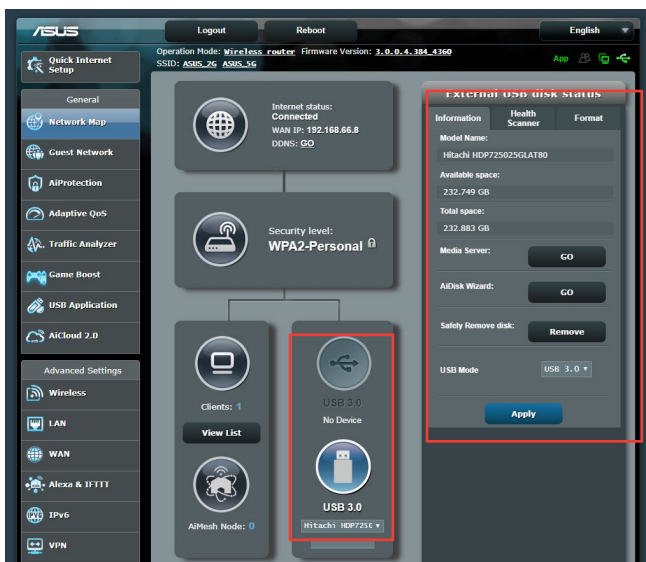 ASUS
Logout
Reboot
English
Quick Internet
Setup
Operation Mode: Wireless router Firmware Version: 3.0.0.4.384_4360
SSID: ASUS_2G ASUS_5G
App
General
Network Map
Guest Network
AiProtection
Adaptive QoS
Traffic Analyzer
Game Boost
USB Application
AiCloud 2.0
Advanced Settings
Wireless
LAN
WAN
Alexa & IFTTT
IPv6
VPN
Internet status:
Connected
WAN IP: 192.168.66.8
DDNS: GO
Security level:
WPA2-Personal
Clients: 1
View List
AiMesh Node: 0
USB 3.0
No Device
USB 3.0
Hitachi HDP725C
External USB disk status
Information
Health
Scanner
Format
Model Name:
Hitachi HDP725025GLAT80
Available space:
232.749 GB
Total space:
232.883 GB
Media Server:
GO
AiDisk Wizard:
GO
Safely Remove disk:
Remove
USB Mode
USB 3.0
Apply